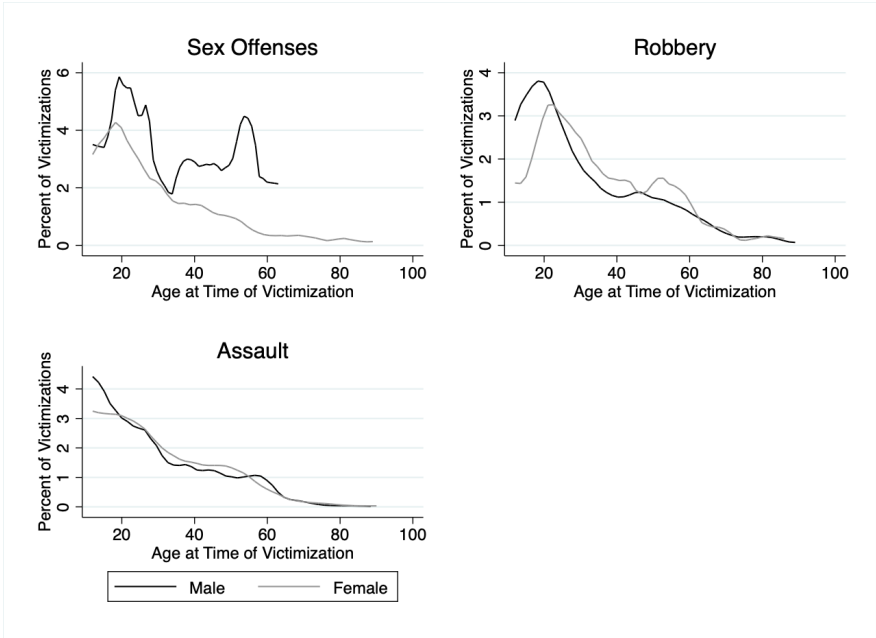 Sex Offenses
Percent of Victimizations
6
4
2
0
20 40 60 80 100
Age at Time of Victimization
Robbery
Percent of Victimizations
4
3
2
1
0
20 40 60 80 100
Age at Time of Victimization
Assault
Percent of Victimizations
4
3
2
1
0
20 40 60 80 100
Age at Time of Victimization
Male Female